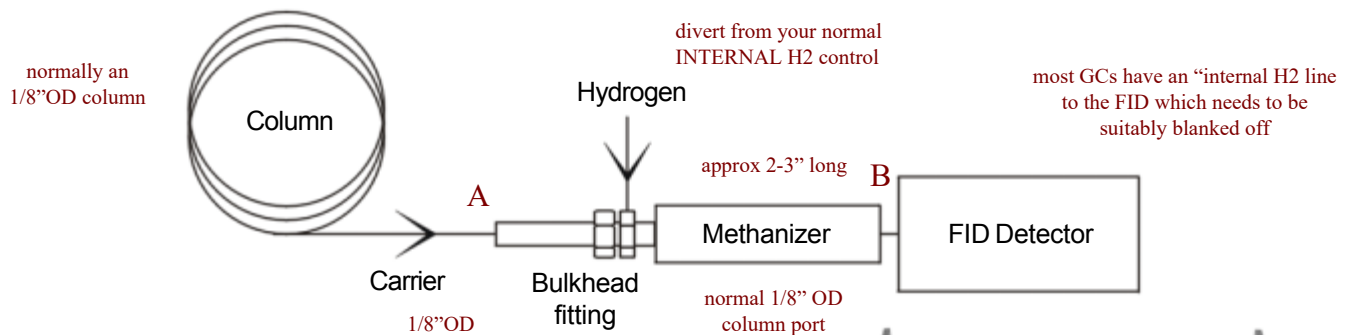 divert from your normal
INTERNAL H2 control
normally an
1/8”OD column
most GCs have an “internal H2 line
to the FID which needs to be
suitably blanked off
Hydrogen
Column
approx 2-3” long
A
B
Methanizer
FID Detector
Carrier
Bulkhead
fitting
1/8”OD
normal 1/8” OD
column port